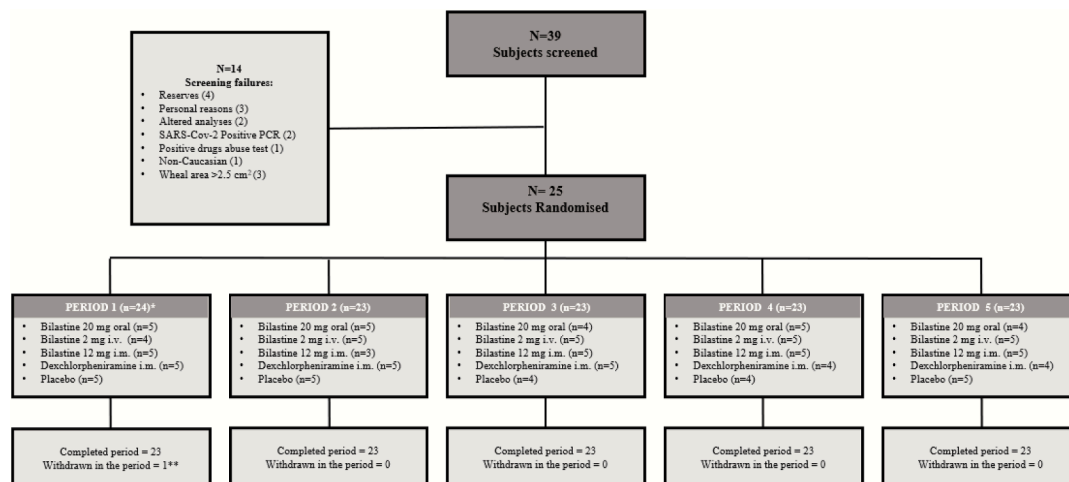 N=39
Subjects screened
N=14
Screening failures:
• Reserves (4)
• Personal reasons (3)
• Altered analyses (2)
• SARS-Cov-2 Positive PCR (2)
• Positive drugs abuse test (1)
• Non-Caucasian (1)
• Wheal area >2.5 cm² (3)
N= 25
Subjects Randomised
PERIOD 1 (n=24)*
• Bilastine 20 mg oral (n=5)
• Bilastine 2 mg i.v. (n=4)
• Bilastine 12 mg i.m. (n=5)
• Dexchlorpheniramine i.m. (n=5)
• Placebo (n=5)
Completed period = 23
Withdrawn in the period = 1**
PERIOD 2 (n=23)
• Bilastine 20 mg oral (n=5)
• Bilastine 2 mg i.v. (n=5)
• Bilastine 12 mg i.m. (n=3)
• Dexchlorpheniramine i.m. (n=5)
• Placebo (n=5)
Completed period = 23
Withdrawn in the period = 0
PERIOD 3 (n=23)
• Bilastine 20 mg oral (n=4)
• Bilastine 2 mg i.v. (n=5)
• Bilastine 12 mg i.m. (n=5)
• Dexchlorpheniramine i.m. (n=5)
• Placebo (n=4)
Completed period = 23
Withdrawn in the period = 0
PERIOD 4 (n=23)
• Bilastine 20 mg oral (n=5)
• Bilastine 2 mg i.v. (n=5)
• Bilastine 12 mg i.m. (n=5)
• Dexchlorpheniramine i.m. (n=4)
• Placebo (n=4)
Completed period = 23
Withdrawn in the period = 0
PERIOD 5 (n=23)
• Bilastine 20 mg oral (n=4)
• Bilastine 2 mg i.v. (n=5)
• Bilastine 12 mg i.m. (n=5)
• Dexchlorpheniramine i.m. (n=4)
• Placebo (n=5)
Completed period = 23
Withdrawn in the period = 0